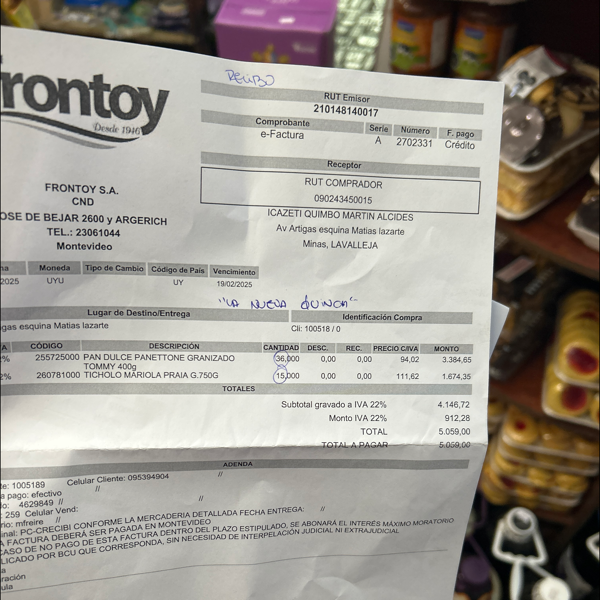 rontoy
Desde 1946
RECIBO
RUT Emisor
210148140017
Comprobante Serie Número F. pago
e-Factura A 2702331 Crédito
Receptor
RUT COMPRADOR
090243450015
FRONTOY S.A.
CND
OSE DE BEJAR 2600 y ARGERICH
TEL.: 23061044
Montevideo
ICAZETI QUIMBO MARTIN ALCIDES
Av Artigas esquina Matias lazarte
Minas, LAVALLEJA
ha Moneda Tipo de Cambio Código de País Vencimiento
2025 UYU UY 19/02/2025
"LA NUEVA QUINCA"
Lugar de Destino/Entrega Identificación Compra
gas esquina Matias lazarte Cli: 100518 / 0
A CÓDIGO DESCRIPCIÓN CANTIDAD DESC. REC. PRECIO C/IVA MONTO
% 255725000 PAN DULCE PANETTONE GRANIZADO 36,000 0,00 0,00 94,02 3.384,65
TOMMY 400g
2% 260781000 TICHOLO MARIOLA PRAIA G.750G 15,000 0,00 0,00 111,62 1.674,35
TOTALES
Subtotal gravado a IVA 22% 4.146,72
Monto IVA 22% 912,28
TOTAL 5.059,00
TOTAL A PAGAR 5.059,00
ADENDA
te: 1005189 Celular Cliente: 095394904 //
a pago: efectivo //
do: 4629849 // //
: 259 Celular Vend:
rio: mfreire //
inal: PC-CRECIBI CONFORME LA MERCADERIA DETALLADA FECHA ENTREGA: //
A FACTURA DEBERÁ SER PAGADA EN MONTEVIDEO
CASO DE NO PAGO DE ESTA FACTURA DENTRO DEL PLAZO ESTIPULADO, SE ABONARÁ EL INTERÉS MÁXIMO MORATORIO
LICADO POR BCU QUE CORRESPONDA, SIN NECESIDAD DE INTERPELACIÓN JUDICIAL NI EXTRAJUDICIAL
a
ración
ula